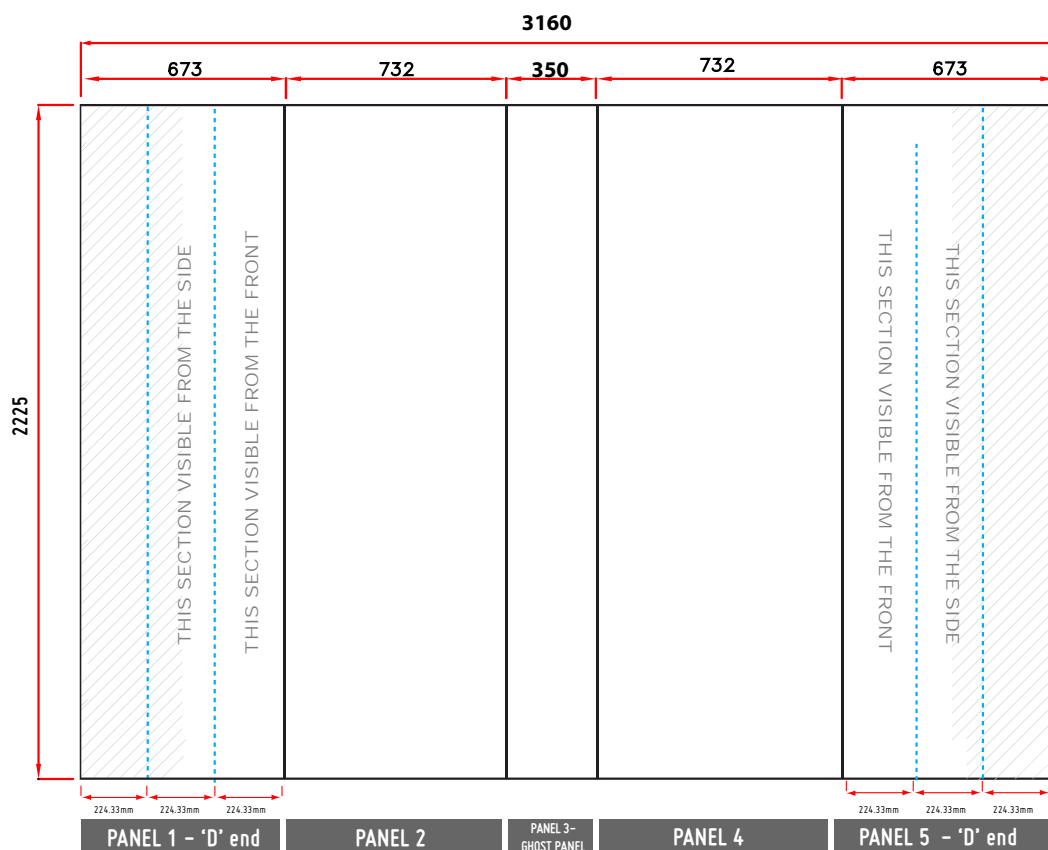 3160
673
732
350
732
673
2225
THIS SECTION VISIBLE FROM THE SIDE
THIS SECTION VISIBLE FROM THE FRONT
THIS SECTION VISIBLE FROM THE FRONT
THIS SECTION VISIBLE FROM THE SIDE
224.33mm
224.33mm
224.33mm
224.33mm
224.33mm
224.33mm
PANEL 1 - ‘D’ end
PANEL 2
PANEL 3-
GHOST PANEL
PANEL 4
PANEL 5 - ‘D’ end